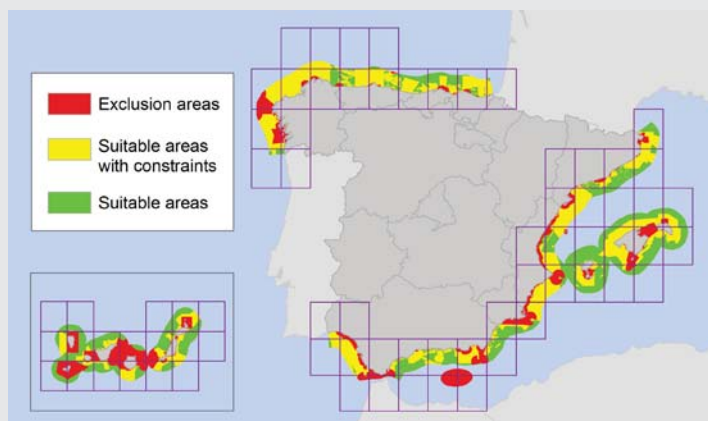 Exclusion areas
Suitable areas
with constraints
Suitable areas